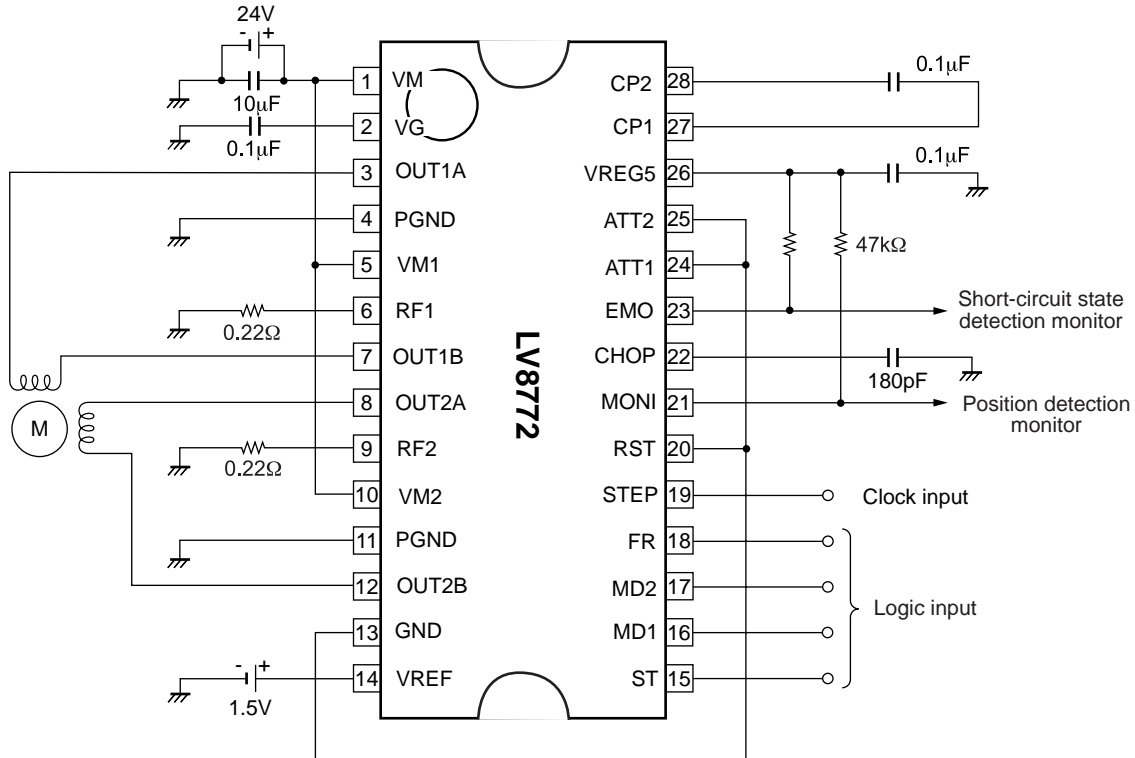 24V
- +
10µF
0.1µF
0.22Ω
M
0.22Ω
- +
1.5V
1 VM
2 VG
3 OUT1A
4 PGND
5 VM1
6 RF1
7 OUT1B
8 OUT2A
9 RF2
10 VM2
11 PGND
12 OUT2B
13 GND
14 VREF
LV8772
CP2 28
CP1 27
VREG5 26
ATT2 25
ATT1 24
EMO 23
CHOP 22
MONI 21
RST 20
STEP 19
FR 18
MD2 17
MD1 16
ST 15
0.1µF
0.1µF
47kΩ
Short-circuit state
detection monitor
180pF
Position detection
monitor
Clock input
Logic input